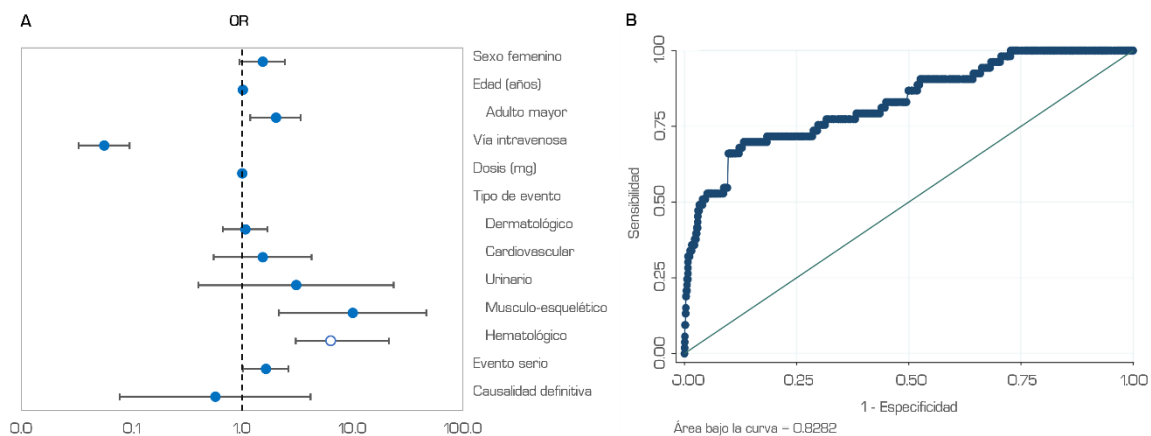 A
OR
Sexo femenino
Edad (años)
Adulto mayor
Vía intravenosa
Dosis (mg)
Tipo de evento
Dermatológico
Cardiovascular
Urinario
Musculo-esquelético
Hematológico
Evento serio
Causalidad definitiva
0.0 0.1 1.0 10.0 100.0
B
Sensibilidad
1.00
0.75
0.50
0.25
0.00
0.00 0.25 0.50 0.75 1.00
1 - Especificidad
Área bajo la curva = 0.8282